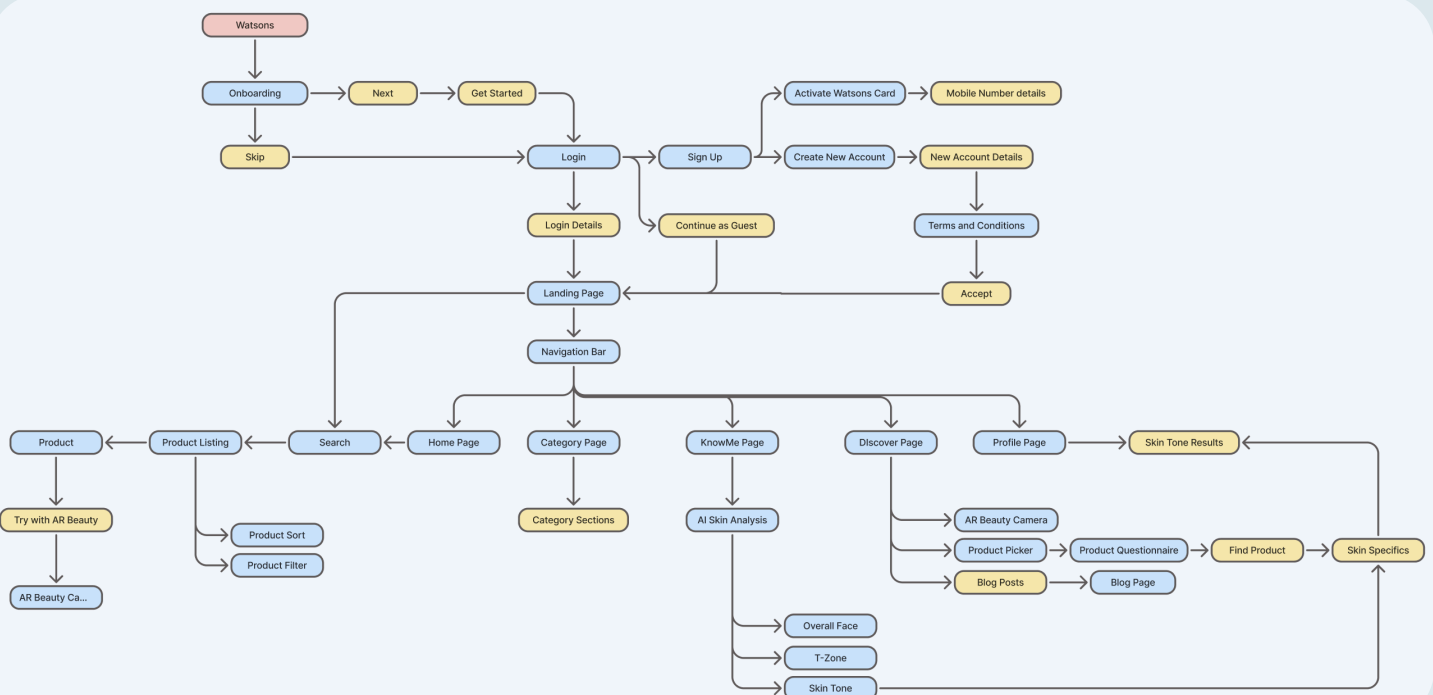 Watsons
Onboarding
Next
Get Started
Activate Watsons Card
Mobile Number details
Skip
Login
Sign Up
Create New Account
New Account Details
Login Details
Continue as Guest
Terms and Conditions
Landing Page
Accept
Navigation Bar
Product
Product Listing
Search
Home Page
Category Page
KnowMe Page
DIscover Page
Profile Page
Skin Tone Results
Try with AR Beauty
Category Sections
AI Skin Analysis
AR Beauty Camera
Product Sort
Product Picker
Product Questionnaire
Find Product
Skin Specifics
Product Filter
Blog Posts
Blog Page
AR Beauty Ca...
Overall Face
T-Zone
Skin Tone